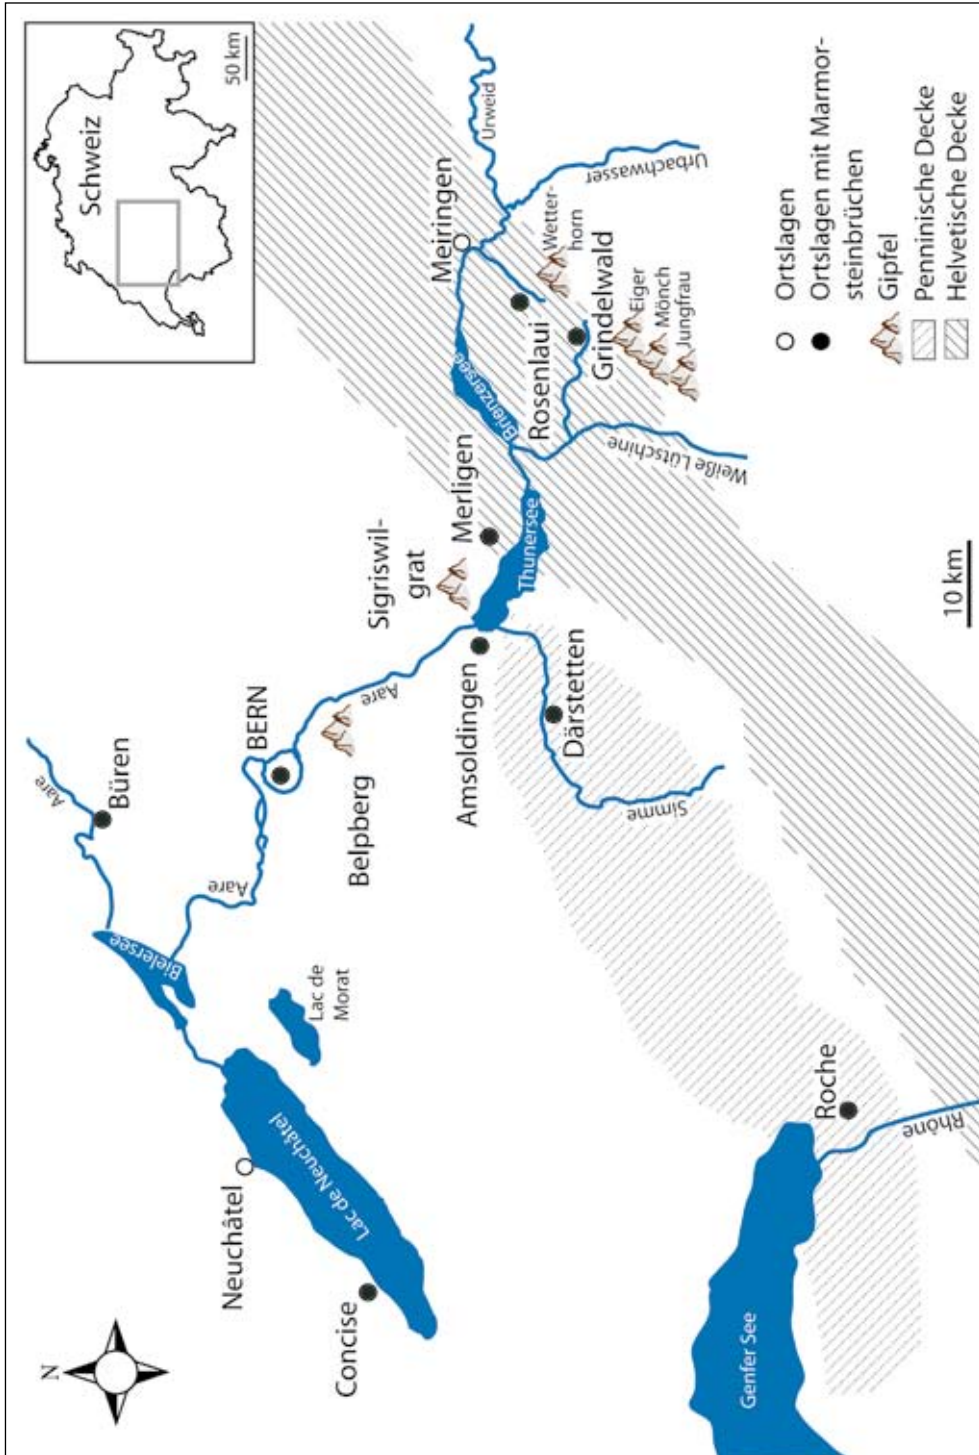 Schweiz
50 km
N
Neuchâtel
Concise
Lac de Neuchâtel
Lac de
Morat
Bielersee
Aare
Büren
Aare
BERN
Belpberg
Aare
Sigriswil-
grat
Amsoldingen
Merligen
Thunersee
Därstetten
Simme
Brienzersee
Meiringen
Urweid
Urbachwasser
Wetter-
horn
Rosenlaui
Grindelwald
Eiger
Mönch
Jungfrau
Weiße Lütschine
Genfer See
Roche
Rhône
10 km
Ortslagen
Ortslagen mit Marmor-
steinbrüchen
Gipfel
Penninische Decke
Helvetische Decke